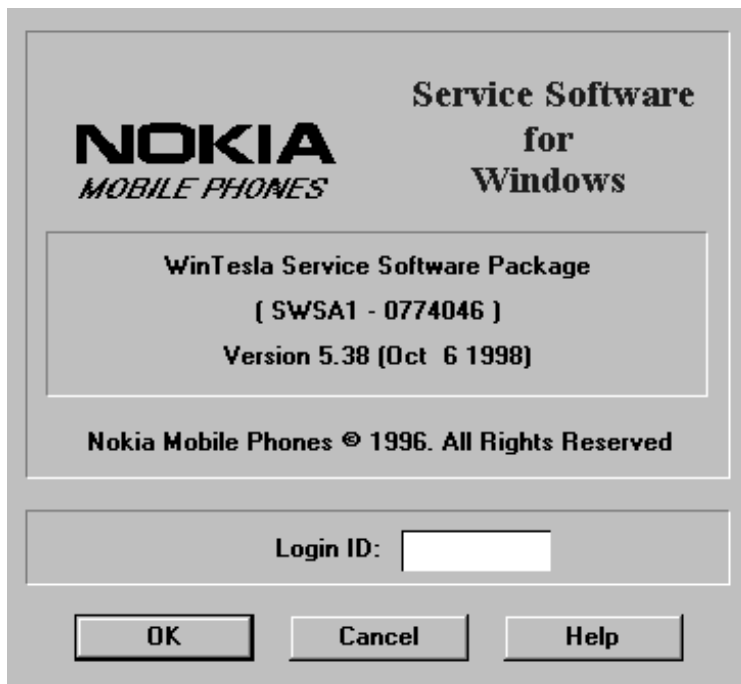 NOKIA
MOBILE PHONES
Service Software
for
Windows
WinTesla Service Software Package
( SWSA1 - 0774046 )
Version 5.38 (Oct  6 1998)
Nokia Mobile Phones © 1996. All Rights Reserved
Login ID:
OK
Cancel
Help